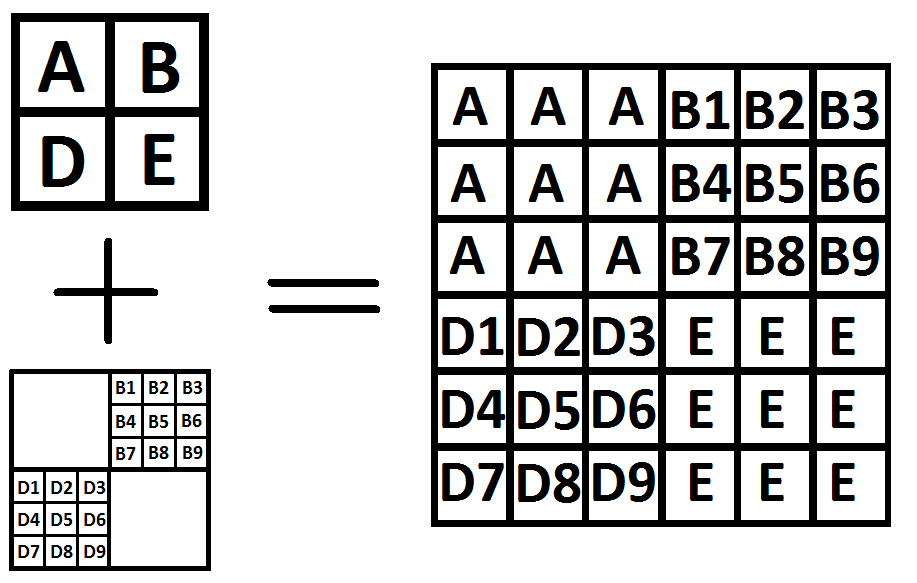 A B
D E
+
=
B1 B2 B3
B4 B5 B6
B7 B8 B9
D1 D2 D3
D4 D5 D6
D7 D8 D9
A A A B1 B2 B3
A A A B4 B5 B6
A A A B7 B8 B9
D1 D2 D3 E E E
D4 D5 D6 E E E
D7 D8 D9 E E E